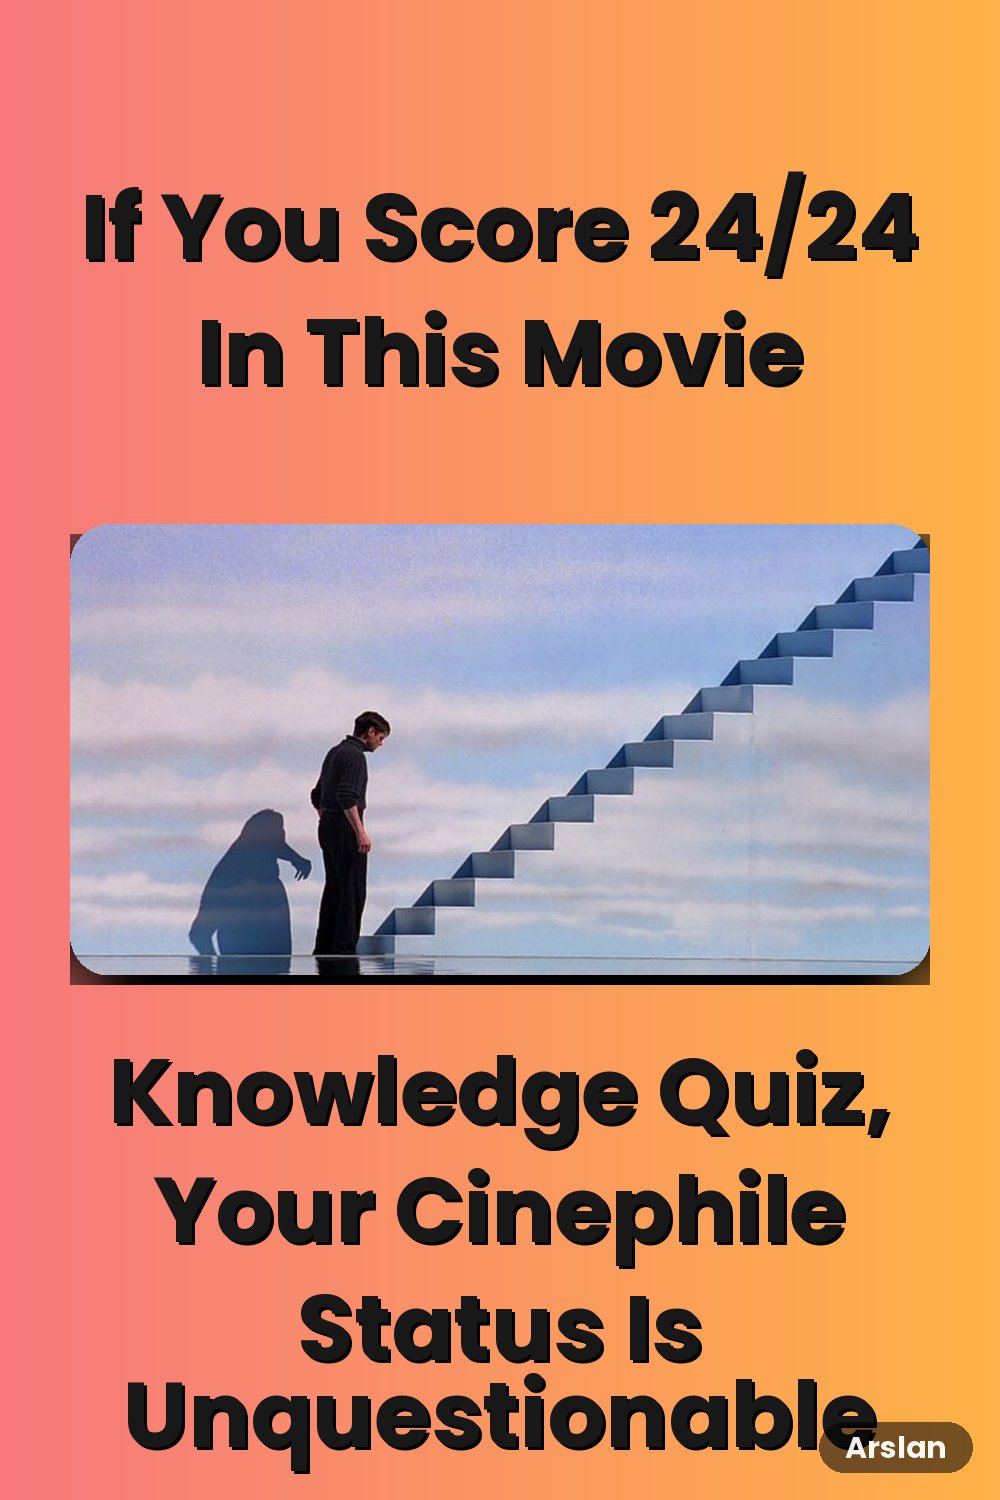 If You Score 24/24
In This Movie
Knowledge Quiz,
Your Cinephile
Status Is
Unquestionable
Arslan